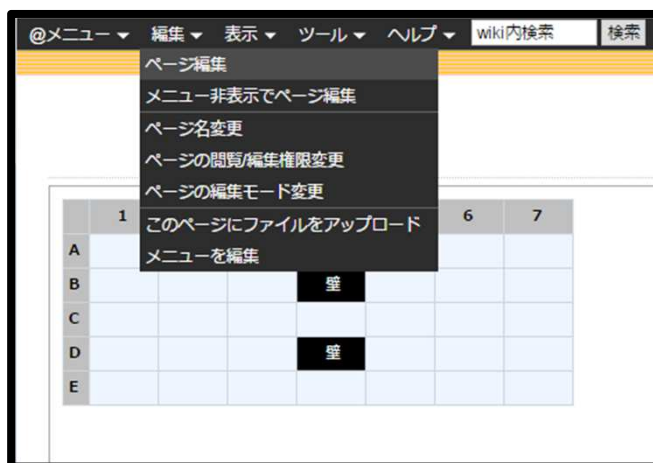 @メニュー ▼ 編集 ▼ 表示 ▼ ツール ▼ ヘルプ ▼ wiki内検索 検索
ページ編集
メニュー非表示でページ編集
ページ名変更
ページの閲覧/編集権限変更
ページの編集モード変更
このページにファイルをアップロード
メニューを編集
1 6 7
A
B 壁
C
D 壁
E